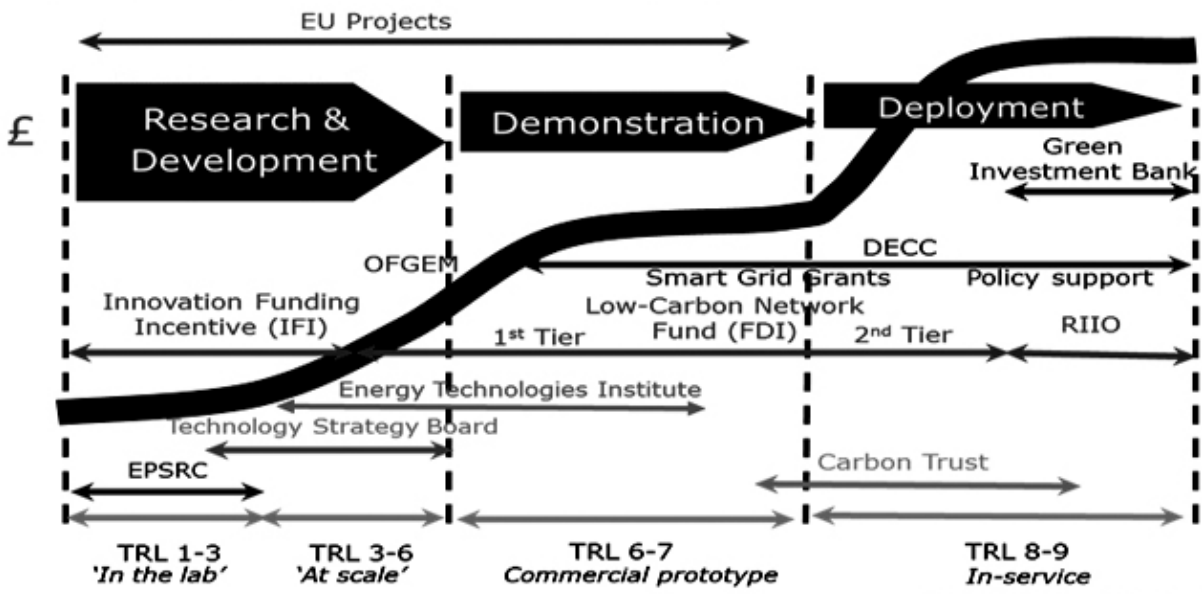 EU Projects
£
Research &
Development
Demonstration
Deployment
Green
Investment Bank
OFGEM
DECC
Smart Grid Grants
Policy support
Innovation Funding
Incentive (IFI)
Low-Carbon Network
Fund (FDI)
1st Tier
2nd Tier
RIIO
Energy Technologies Institute
Technology Strategy Board
EPSRC
Carbon Trust
TRL 1-3
'In the lab'
TRL 3-6
'At scale'
TRL 6-7
Commercial prototype
TRL 8-9
In-service